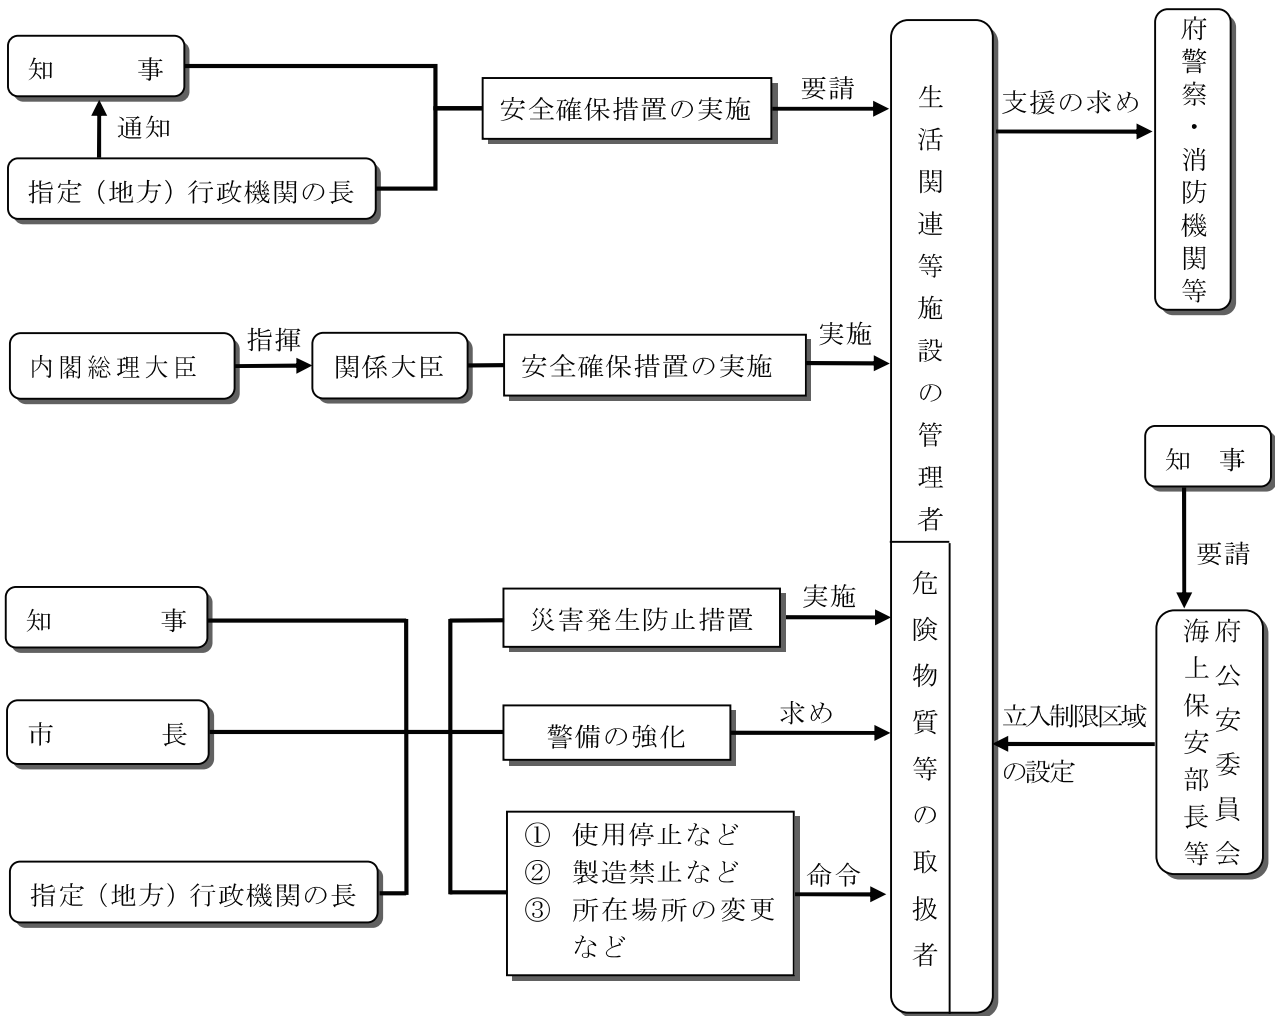 知　事
通知
指定（地方）行政機関の長
安全確保措置の実施
要請
内閣総理大臣
指揮
関係大臣
安全確保措置の実施
実施
知　事
市　長
指定（地方）行政機関の長
災害発生防止措置
実施
警備の強化
求め
①　使用停止など
②　製造禁止など
③　所在場所の変更
など
命令
生活関連等施設の管理者
危険物質等の取扱者
支援の求め
府警察・消防機関等
知　事
要請
府公安委員会
海上保安部長等
立入制限区域
の設定